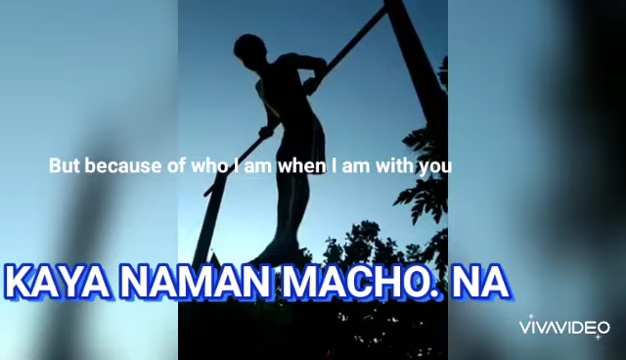 But because of who I am when I am with you
KAYA NAMAN MACHO. NA
VIVAVIDEO